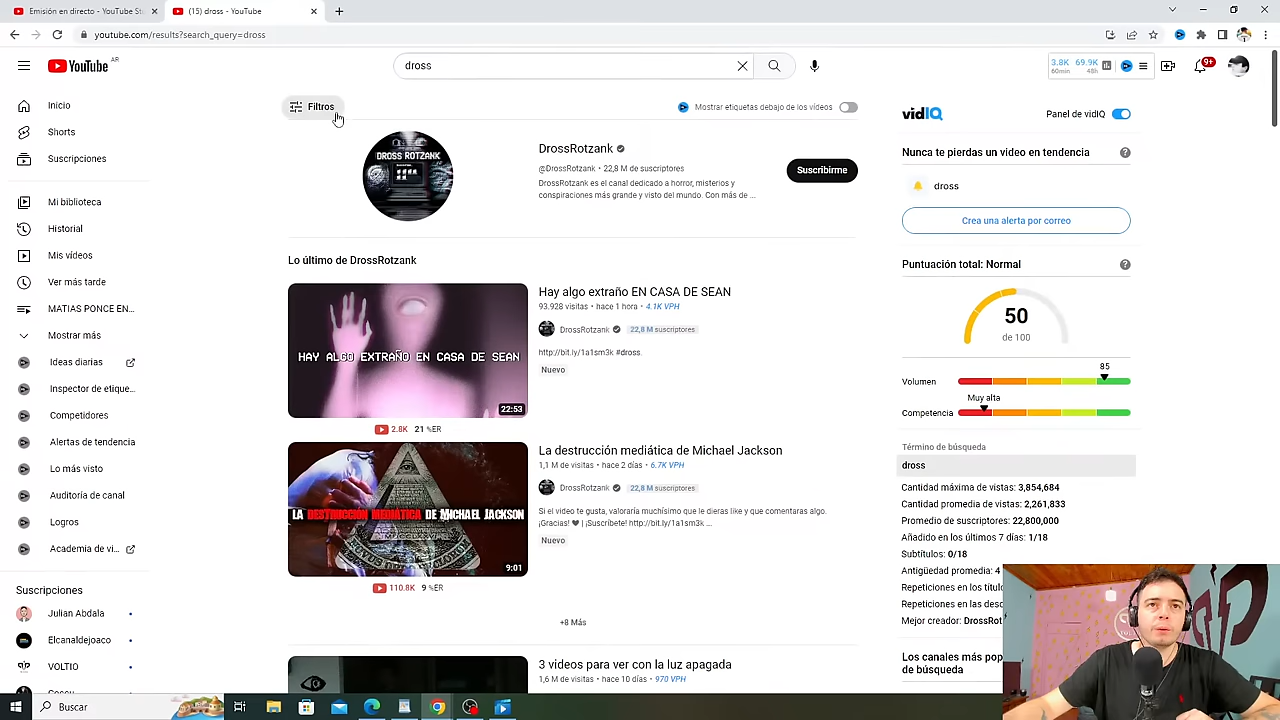 Emisión en directo - YouTube St
(15) dross - YouTube
youtube.com/results?search_query=dross
YouTube AR
dross
3.8K 69.9K
60min 48h
9+
Inicio
Shorts
Suscripciones
Mi biblioteca
Historial
Mis vídeos
Ver más tarde
MATIAS PONCE EN...
Mostrar más
Ideas diarias
Inspector de etique...
Competidores
Alertas de tendencia
Lo más visto
Auditoría de canal
Logros
Academia de ví...
Suscripciones
Julian Abdala
Elcanaldejoaco
VOLTIO
Filtros
Mostrar etiquetas debajo de los vídeos
DROSS ROTZANK
DrossRotzank
@DrossRotzank • 22,8 M de suscriptores
DrossRotzank es el canal dedicado a horror, misterios y
conspiraciones más grande y visto del mundo. Con más de ...
Suscribirme
Lo último de DrossRotzank
HAY ALGO EXTRAÑO EN CASA DE SEAN
22:53
2.8K 21 %ER
Hay algo extraño EN CASA DE SEAN
93.928 visitas • hace 1 hora • 4.1K VPH
DrossRotzank 22,8 M suscriptores
http://bit.ly/1a1sm3k #dross.
Nuevo
LA DESTRUCCIÓN MEDIÁTICA DE MICHAEL JACKSON
9:01
110.8K 9 %ER
La destrucción mediática de Michael Jackson
1,1 M de visitas • hace 2 días • 6.7K VPH
DrossRotzank 22,8 M suscriptores
Si el video te gusta, valoraría muchísimo que le dieras like y que comentaras algo.
¡Gracias! ❤ | ¡Suscríbete! http://bit.ly/1a1sm3k ...
Nuevo
+8 Más
3 videos para ver con la luz apagada
1,6 M de visitas • hace 10 días • 970 VPH
vidIQ
Panel de vidIQ
Nunca te pierdas un video en tendencia
dross
Crea una alerta por correo
Puntuación total: Normal
50
de 100
85
Volumen
Muy alta
Competencia
Término de búsqueda
dross
Cantidad máxima de vistas: 3,854,684
Cantidad promedia de vistas: 2,261,833
Promedio de suscriptores: 22,800,000
Añadido en los últimos 7 días: 1/18
Subtítulos: 0/18
Antigüedad promedia: 4
Repeticiones en los títu
Repeticiones en las desc
Mejor creador: DrossRot
Los canales más pop
de búsqueda
Buscar